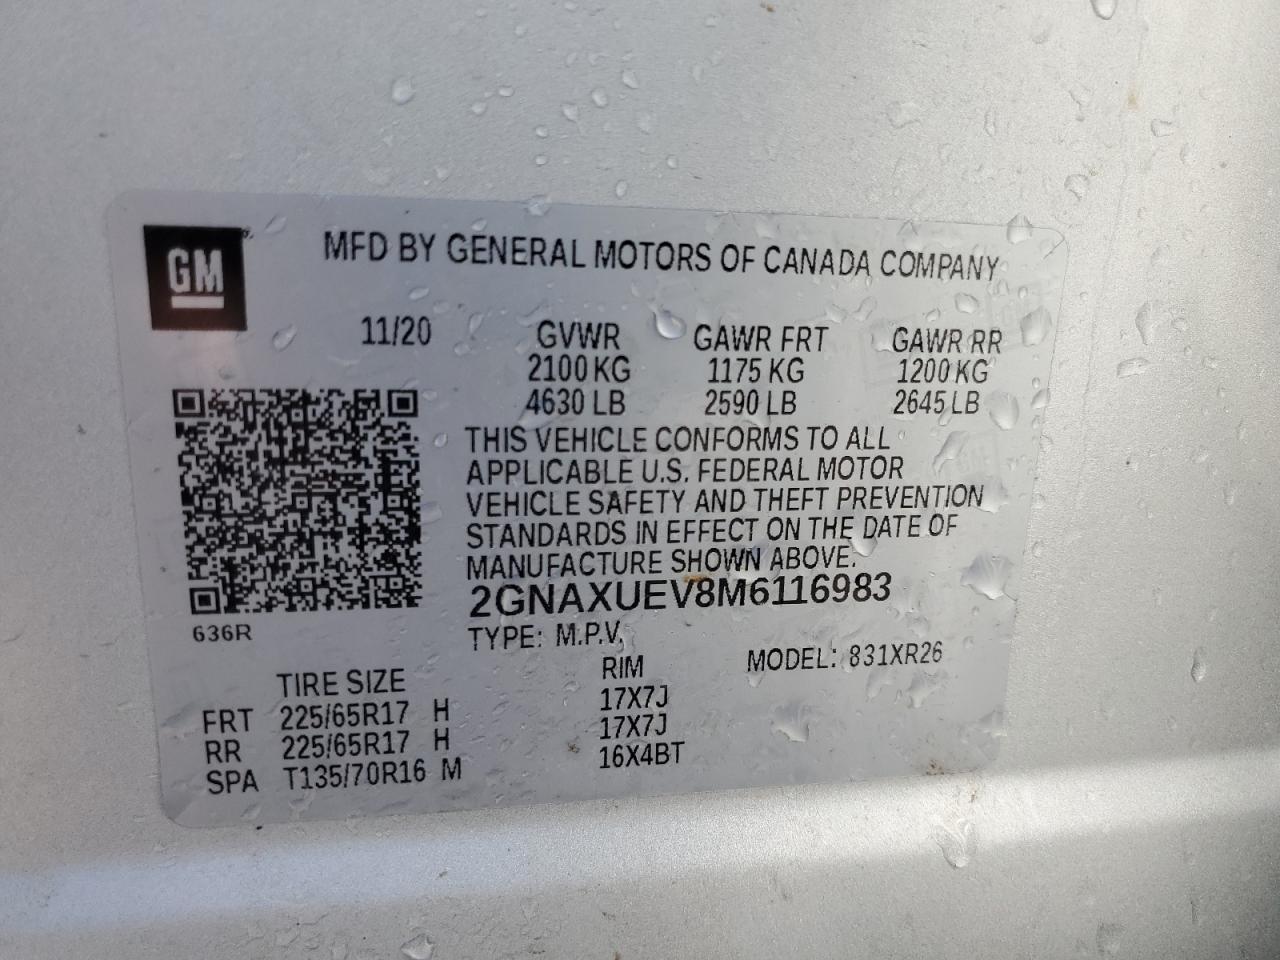 GM
MFD BY GENERAL MOTORS OF CANADA COMPANY
11/20 GVWR GAWR FRT GAWR RR
2100 KG 1175 KG 1200 KG
4630 LB 2590 LB 2645 LB
THIS VEHICLE CONFORMS TO ALL
APPLICABLE U.S. FEDERAL MOTOR
VEHICLE SAFETY AND THEFT PREVENTION
STANDARDS IN EFFECT ON THE DATE OF
MANUFACTURE SHOWN ABOVE.
2GNAXUEV8M6116983
636R
TYPE: M.P.V. MODEL: 831XR26
TIRE SIZE RIM
FRT 225/65R17 H 17X7J
RR 225/65R17 H 17X7J
SPA T135/70R16 M 16X4BT